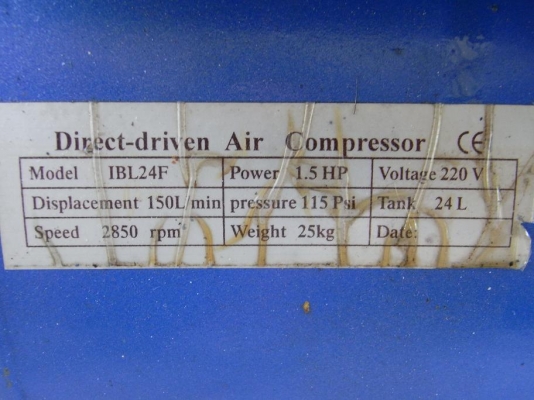 Direct-driven Air Compressor CE
Model IBL24F Power 1.5 HP Voltage 220 V
Displacement 150L/min pressure 115 Psi Tank 24 L
Speed 2850 rpm Weight 25kg Date: